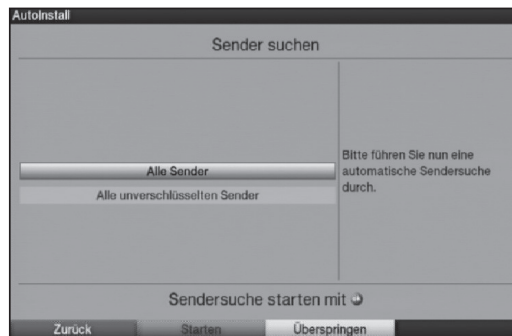 AutoInstall
Sender suchen
Alle Sender
Alle unverschlüsselten Sender
Bitte führen Sie nun eine
automatische Sendersuche
durch.
Sendersuche starten mit
Zurück Starten Überspringen